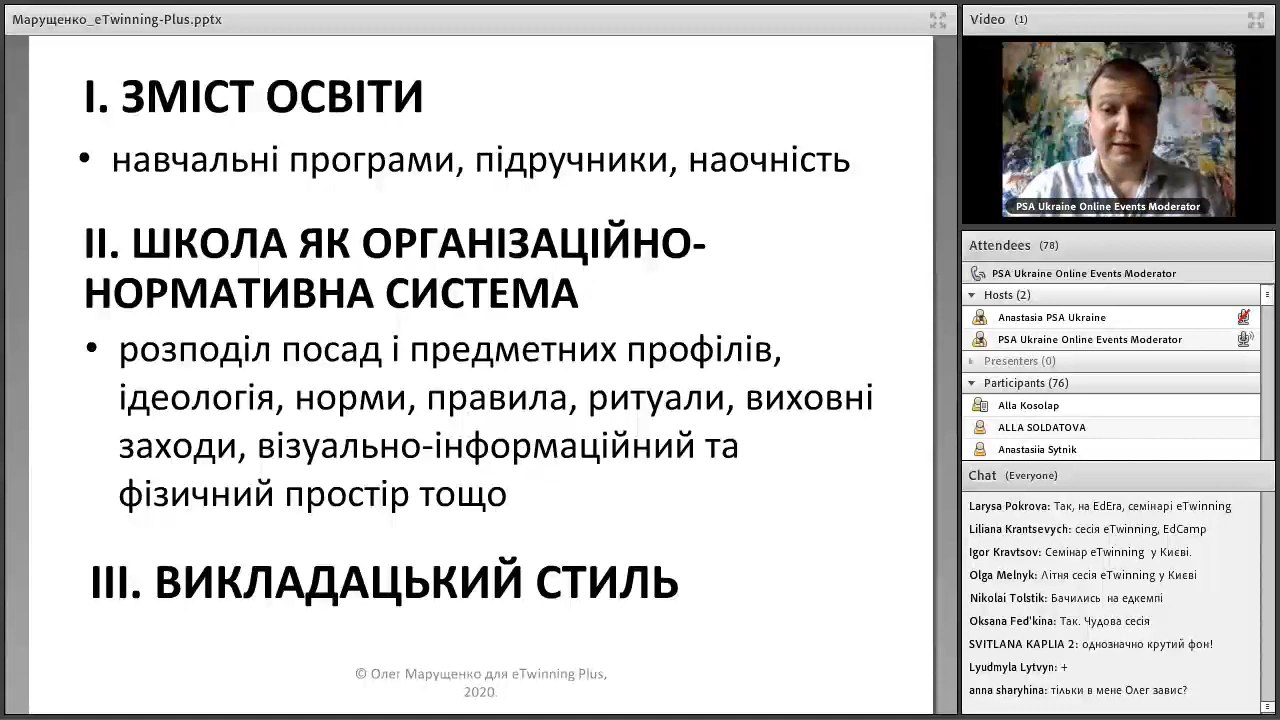 Марущенко_eTwinning-Plus.pptx
І. ЗМІСТ ОСВІТИ
• навчальні програми, підручники, наочність
ІІ. ШКОЛА ЯК ОРГАНІЗАЦІЙНО-
НОРМАТИВНА СИСТЕМА
• розподіл посад і предметних профілів,
ідеологія, норми, правила, ритуали, виховні
заходи, візуально-інформаційний та
фізичний простір тощо
ІІІ. ВИКЛАДАЦЬКИЙ СТИЛЬ
© Олег Марущенко для eTwinning Plus,
2020.
Video (1)
PSA Ukraine Online Events Moderator
Attendees (78)
PSA Ukraine Online Events Moderator
Hosts (2)
Anastasia PSA Ukraine
PSA Ukraine Online Events Moderator
Presenters (0)
Participants (76)
Alla Kosolap
ALLA SOLDATOVA
Anastasiia Sytnik
Chat (Everyone)
Larysa Pokrova: Так, на EdEra, семінарі eTwinning
Liliana Krantsevych: сесія eTwinning, EdCamp
Igor Kravtsov: Семінар eTwinning у Києві
Olga Melnyk: Літня сесія eTwinning у Києві
Nikolai Tolstik: Бачились на едкемпі
Oksana Fed'kina: Так. Чудова сесія
SVITLANA KAPLIA 2: однозначно крутий фон!
Lyudmyla Lytvyn: +
anna sharyhina: тільки в мене Олег завис?